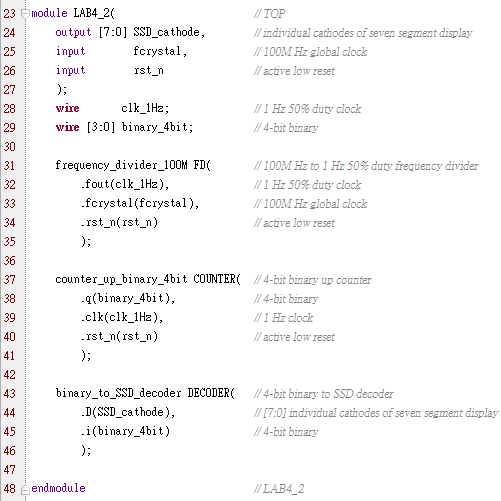 23 module LAB4_2( // TOP
24 output [7:0] SSD_cathode, // individual cathodes of seven segment display
25 input fcrystal, // 100M Hz global clock
26 input rst_n // active low reset
27 );
28 wire clk_1Hz; // 1 Hz 50% duty clock
29 wire [3:0] binary_4bit; // 4-bit binary
30
31 frequency_divider_100M FD( // 100M Hz to 1 Hz 50% duty frequency divider
32 .fout(clk_1Hz), // 1 Hz 50% duty clock
33 .fcrystal(fcrystal), // 100M Hz global clock
34 .rst_n(rst_n) // active low reset
35 );
36
37 counter_up_binary_4bit COUNTER( // 4-bit binary up counter
38 .q(binary_4bit), // 4-bit binary
39 .clk(clk_1Hz), // 1 Hz clock
40 .rst_n(rst_n) // active low reset
41 );
42
43 binary_to_SSD_decoder DECODER( // 4-bit binary to SSD decoder
44 .D(SSD_cathode), // [7:0] individual cathodes of seven segment display
45 .i(binary_4bit) // 4-bit binary
46 );
47
48 endmodule // LAB4_2